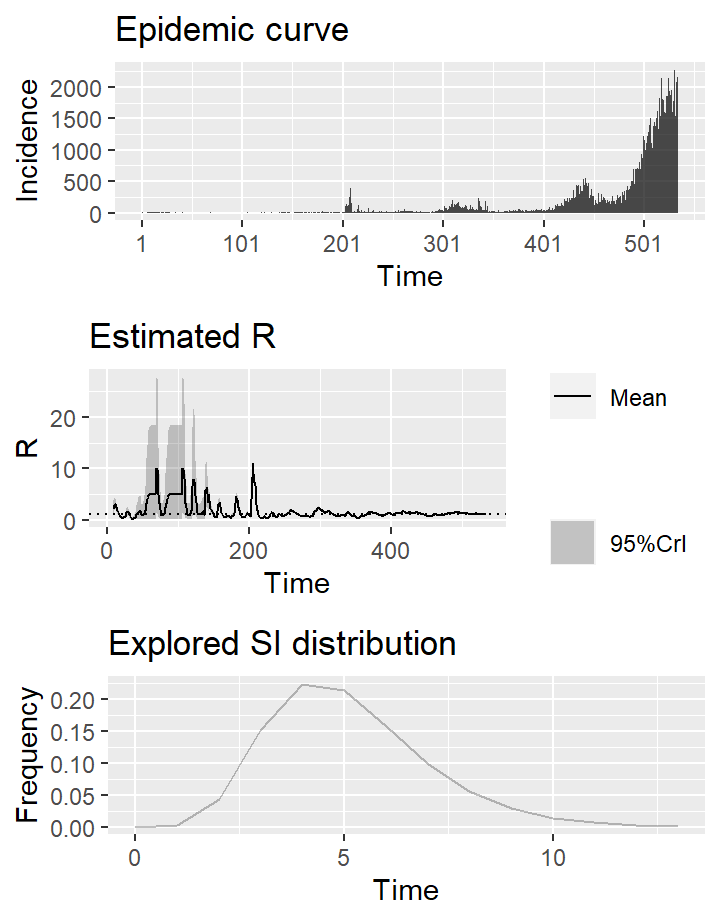 Epidemic curve
Incidence
2000
1500
1000
500
0
1 101 201 301 401 501
Time
Estimated R
R
20
10
0
0 200 400
Time
Mean
95%CrI
Explored SI distribution
Frequency
0.20
0.15
0.10
0.05
0.00
0 5 10
Time